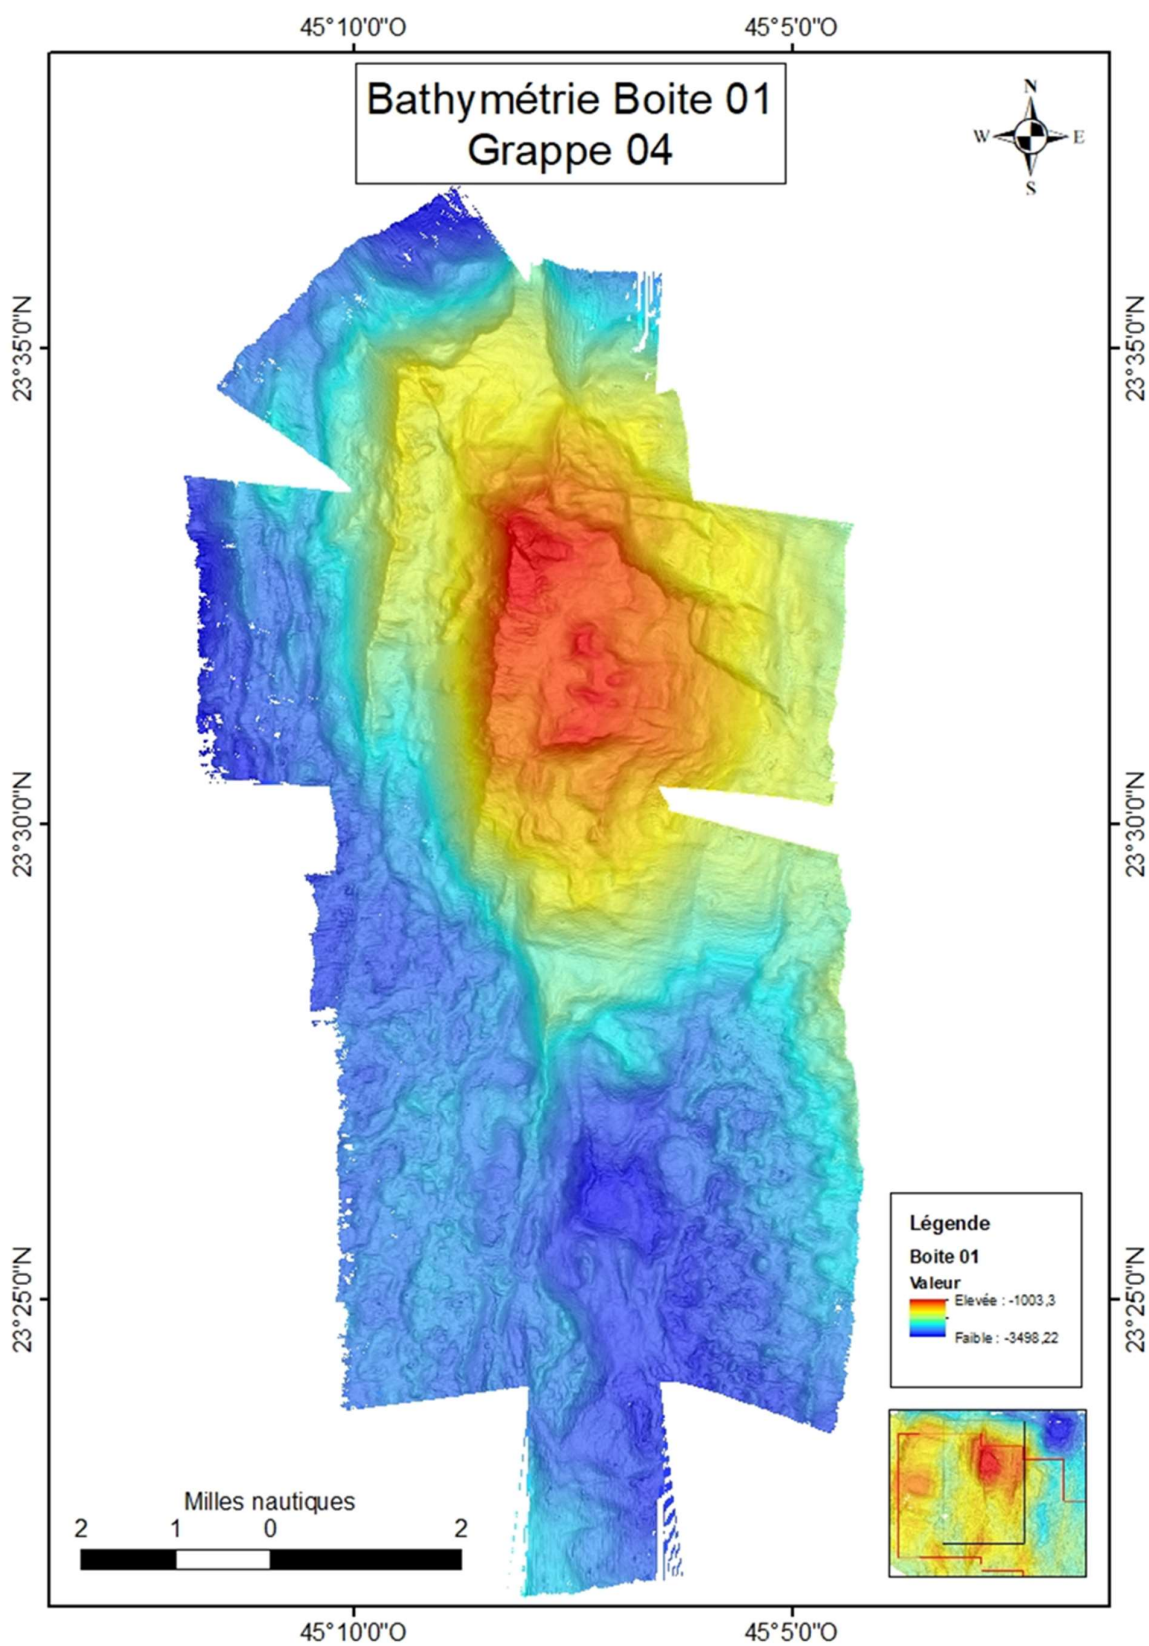 45°10'0"O
45°5'0"O
Bathymétrie Boite 01
Grappe 04
N
W
E
S
23°35'0"N
23°35'0"N
23°30'0"N
23°30'0"N
23°25'0"N
23°25'0"N
Légende
Boite 01
Valeur
Elevée : -1003,3
Faible : -3498,22
Milles nautiques
2 1 0 2
45°10'0"O
45°5'0"O